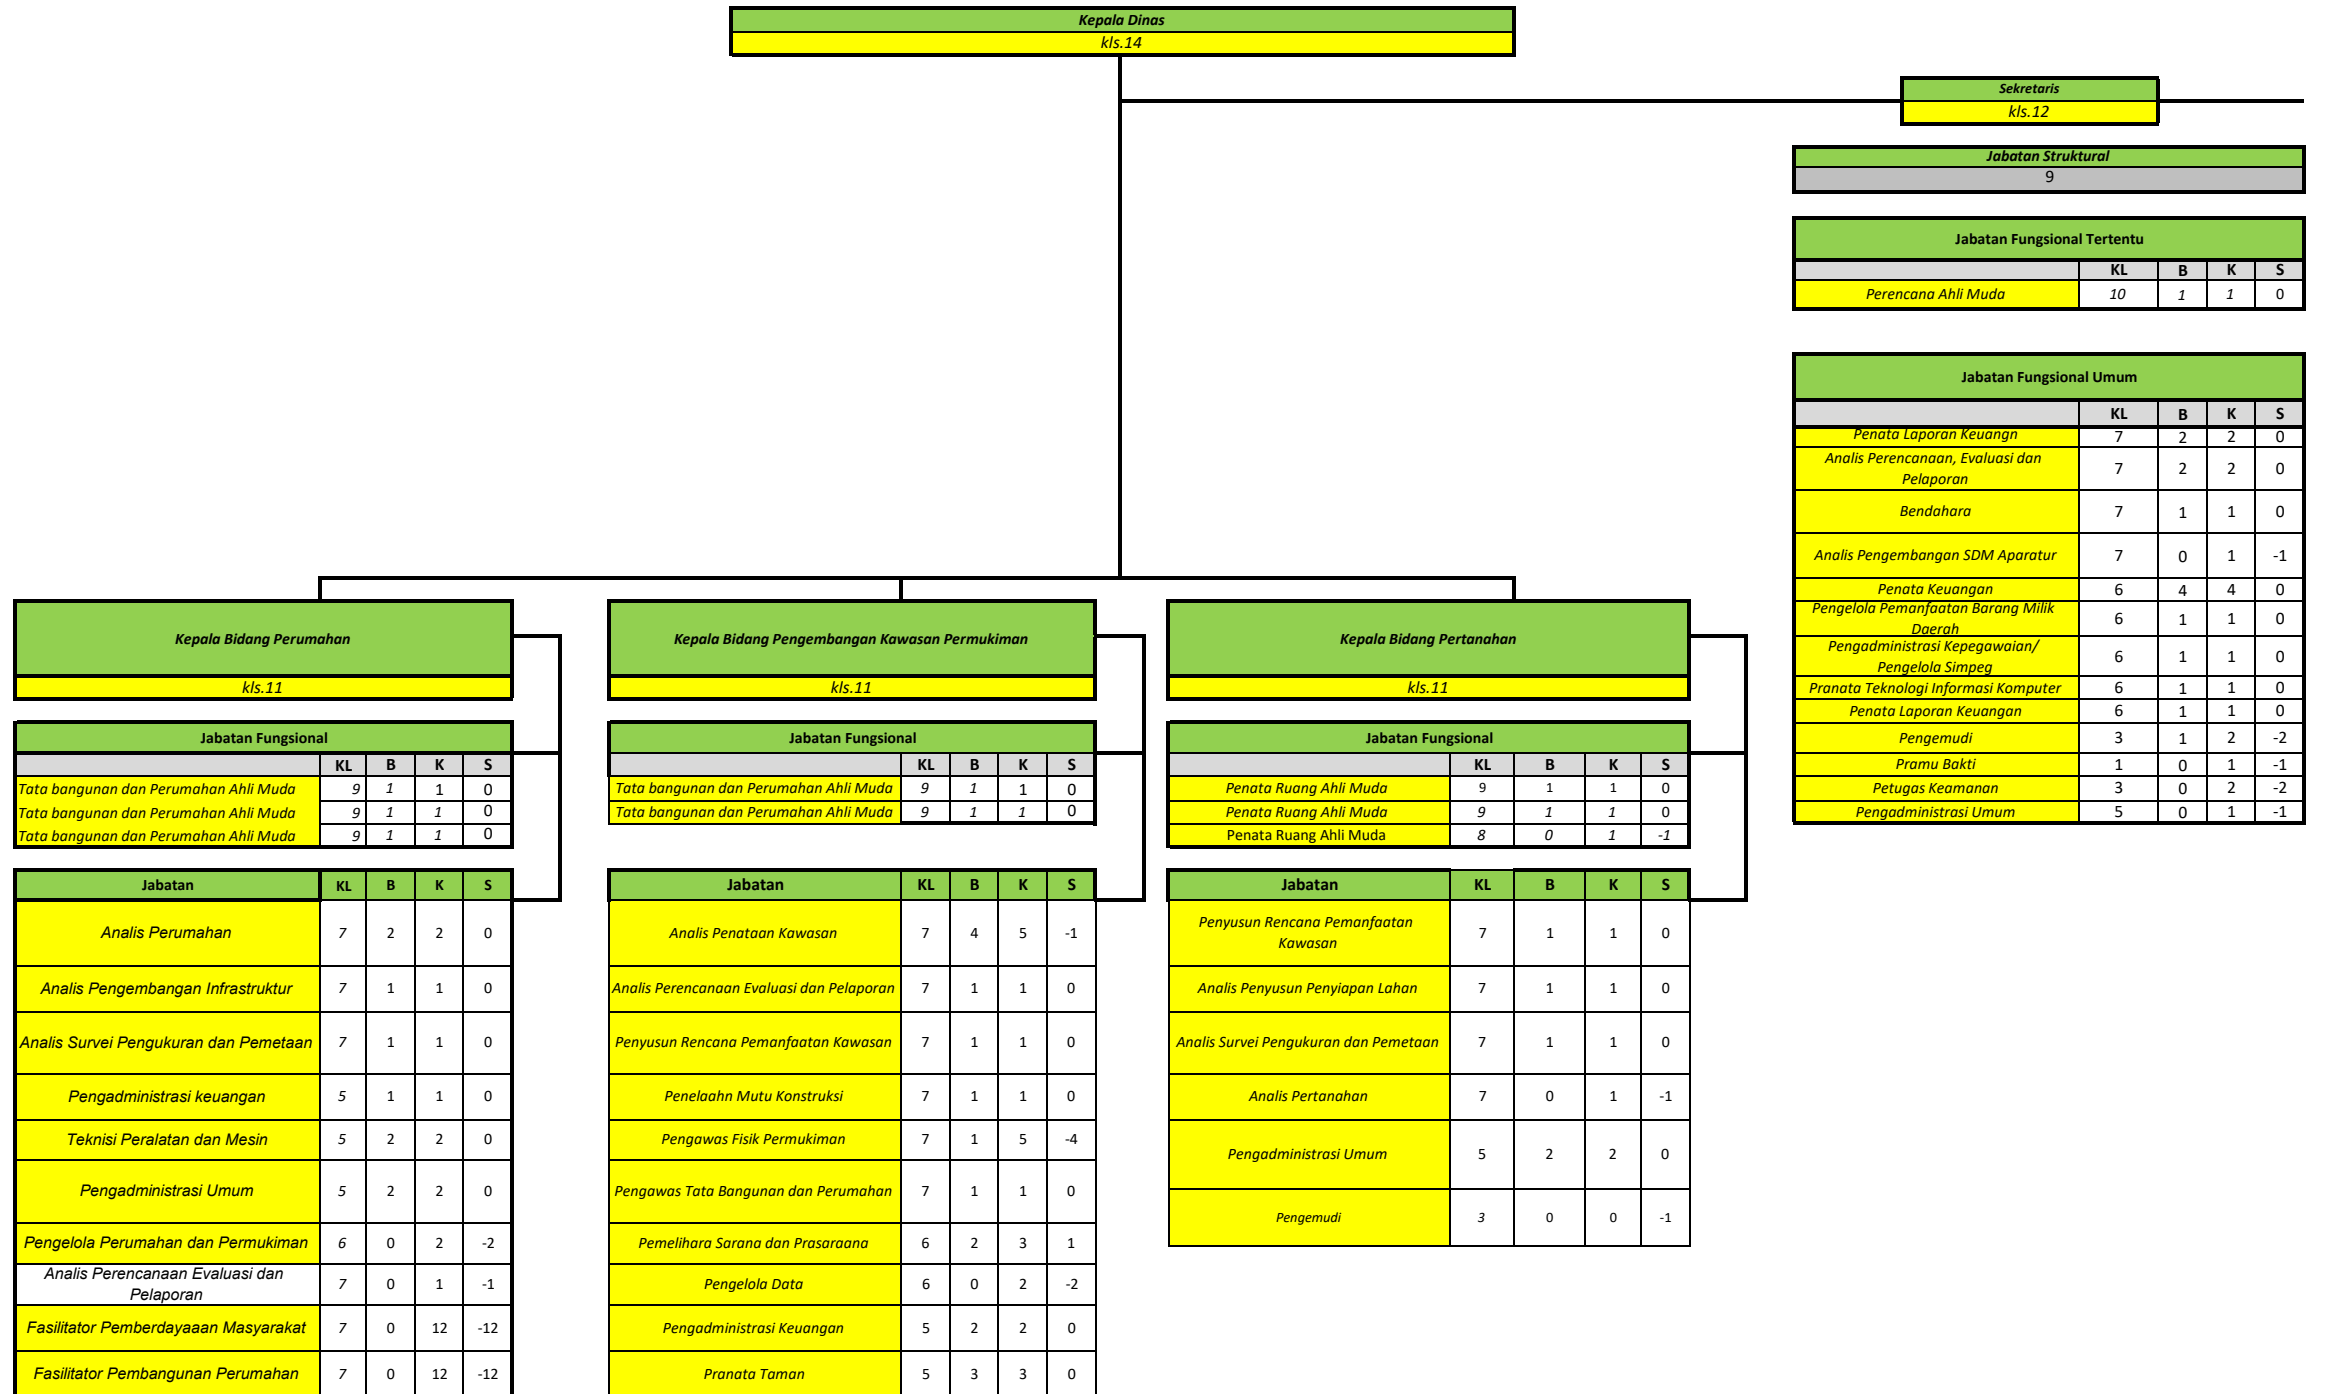 Kepala Dinas
kls.14
Sekretaris
kls.12
Jabatan Struktural
9
Jabatan Fungsional Tertentu
KL B K S
Perencana Ahli Muda 10 1 1 0
Jabatan Fungsional Umum
KL B K S
Penata Laporan Keuangn 7 2 2 0
Analis Perencanaan, Evaluasi dan
Pelaporan 7 2 2 0
Bendahara 7 1 1 0
Analis Pengembangan SDM Aparatur 7 0 1 -1
Penata Keuangan 6 4 4 0
Pengelola Pemanfaatan Barang Milik
Daerah 6 1 1 0
Pengadministrasi Kepegawaian/
Pengelola Simpeg 6 1 1 0
Pranata Teknologi Informasi Komputer 6 1 1 0
Penata Laporan Keuangan 6 1 1 0
Pengemudi 3 1 2 -2
Pramu Bakti 1 0 1 -1
Petugas Keamanan 3 0 2 -2
Pengadministrasi Umum 5 0 1 -1
Kepala Bidang Perumahan
kls.11
Jabatan Fungsional
KL B K S
Tata bangunan dan Perumahan Ahli Muda 9 1 1 0
Tata bangunan dan Perumahan Ahli Muda 9 1 1 0
Tata bangunan dan Perumahan Ahli Muda 9 1 1 0
Jabatan KL B K S
Analis Perumahan 7 2 2 0
Analis Pengembangan Infrastruktur 7 1 1 0
Analis Survei Pengukuran dan Pemetaan 7 1 1 0
Pengadministrasi keuangan 5 1 1 0
Teknisi Peralatan dan Mesin 5 2 2 0
Pengadministrasi Umum 5 2 2 0
Pengelola Perumahan dan Permukiman 6 0 2 -2
Analis Perencanaan Evaluasi dan
Pelaporan 7 0 1 -1
Fasilitator Pemberdayaaan Masyarakat 7 0 12 -12
Fasilitator Pembangunan Perumahan 7 0 12 -12
Kepala Bidang Pengembangan Kawasan Permukiman
kls.11
Jabatan Fungsional
KL B K S
Tata bangunan dan Perumahan Ahli Muda 9 1 1 0
Tata bangunan dan Perumahan Ahli Muda 9 1 1 0
Jabatan KL B K S
Analis Penataan Kawasan 7 4 5 -1
Analis Perencanaan Evaluasi dan Pelaporan 7 1 1 0
Penyusun Rencana Pemanfaatan Kawasan 7 1 1 0
Penelaahn Mutu Konstruksi 7 1 1 0
Pengawas Fisik Permukiman 7 1 5 -4
Pengawas Tata Bangunan dan Perumahan 7 1 1 0
Pemelihara Sarana dan Prasaraana 6 2 3 1
Pengelola Data 6 0 2 -2
Pengadministrasi Keuangan 5 2 2 0
Pranata Taman 5 3 3 0
Kepala Bidang Pertanahan
kls.11
Jabatan Fungsional
KL B K S
Penata Ruang Ahli Muda 9 1 1 0
Penata Ruang Ahli Muda 9 1 1 0
Penata Ruang Ahli Muda 8 0 1 -1
Jabatan KL B K S
Penyusun Rencana Pemanfaatan
Kawasan 7 1 1 0
Analis Penyusun Penyiapan Lahan 7 1 1 0
Analis Survei Pengukuran dan Pemetaan 7 1 1 0
Analis Pertanahan 7 0 1 -1
Pengadministrasi Umum 5 2 2 0
Pengemudi 3 0 0 -1